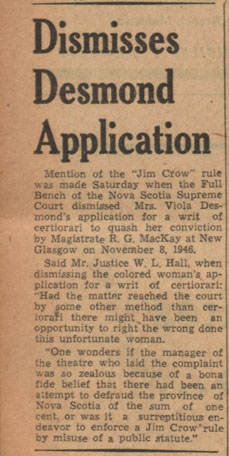 Dismisses
Desmond
Application
Mention of the "Jim Crow" rule
was made Saturday when the Full
Bench of the Nova Scotia Supreme
Court dismissed Mrs. Viola Des-
mond's application for a writ of
certiorari to quash her conviction
by Magistrate R. G. MacKay at New
Glasgow on November 8, 1946.
Said Mr. Justice W. L. Hall, when
dismissing the colored woman's ap-
plication for a writ of certiorari:
"Had the matter reached the court
by some other method than cer-
iorari there might have been an
opportunity to right the wrong done
this unfortunate woman.
"One wonders if the manager of
the theatre who laid the complaint
was so zealous because of a bona
fide belief that there had been an
attempt to defraud the province of
Nova Scotia of the sum of one
cent, or was it a surreptitious en-
deavor to enforce a Jim Crow rule
by misuse of a public statute."